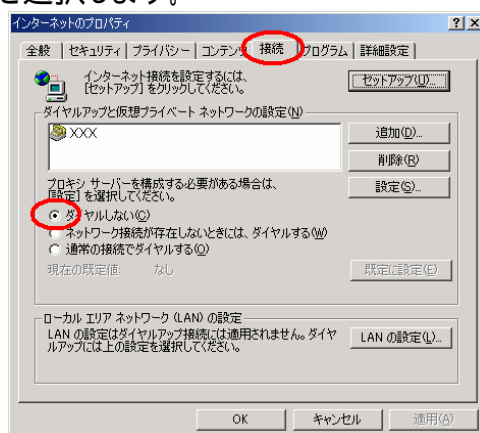 を選択します。
インターネットのプロパティ
全般 セキュリティ プライバシー コンテンツ 接続 プログラム 詳細設定
インターネット接続を設定するには、
[セットアップ] をクリックしてください。
セットアップ(U)...
ダイヤルアップと仮想プライベート ネットワークの設定(N)
XXX
追加(D)...
削除(R)
プロキシ サーバーを構成する必要がある場合は、
[設定] を選択してください。
設定(S)...
ダイヤルしない(C)
ネットワーク接続が存在しないときには、ダイヤルする(W)
通常の接続でダイヤルする(O)
現在の既定値: なし
既定に設定(E)
ローカル エリア ネットワーク (LAN) の設定
LAN の設定はダイヤルアップ接続には適用されません。ダイヤ
ルアップには上の設定を選択してください。
LAN の設定(L)...
OK キャンセル 適用(A)